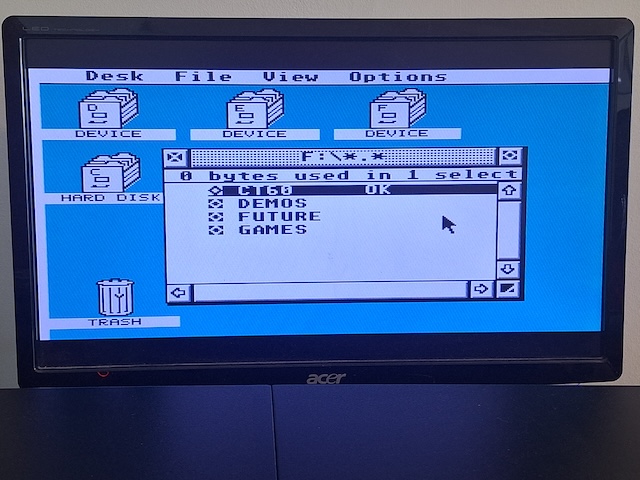 Desk File View Options
D E F
DEVICE DEVICE DEVICE
F:\*.*
0 bytes used in 1 select
C
HARD DISK
CT60 OK
DEMOS
FUTURE
GAMES
TRASH
acer